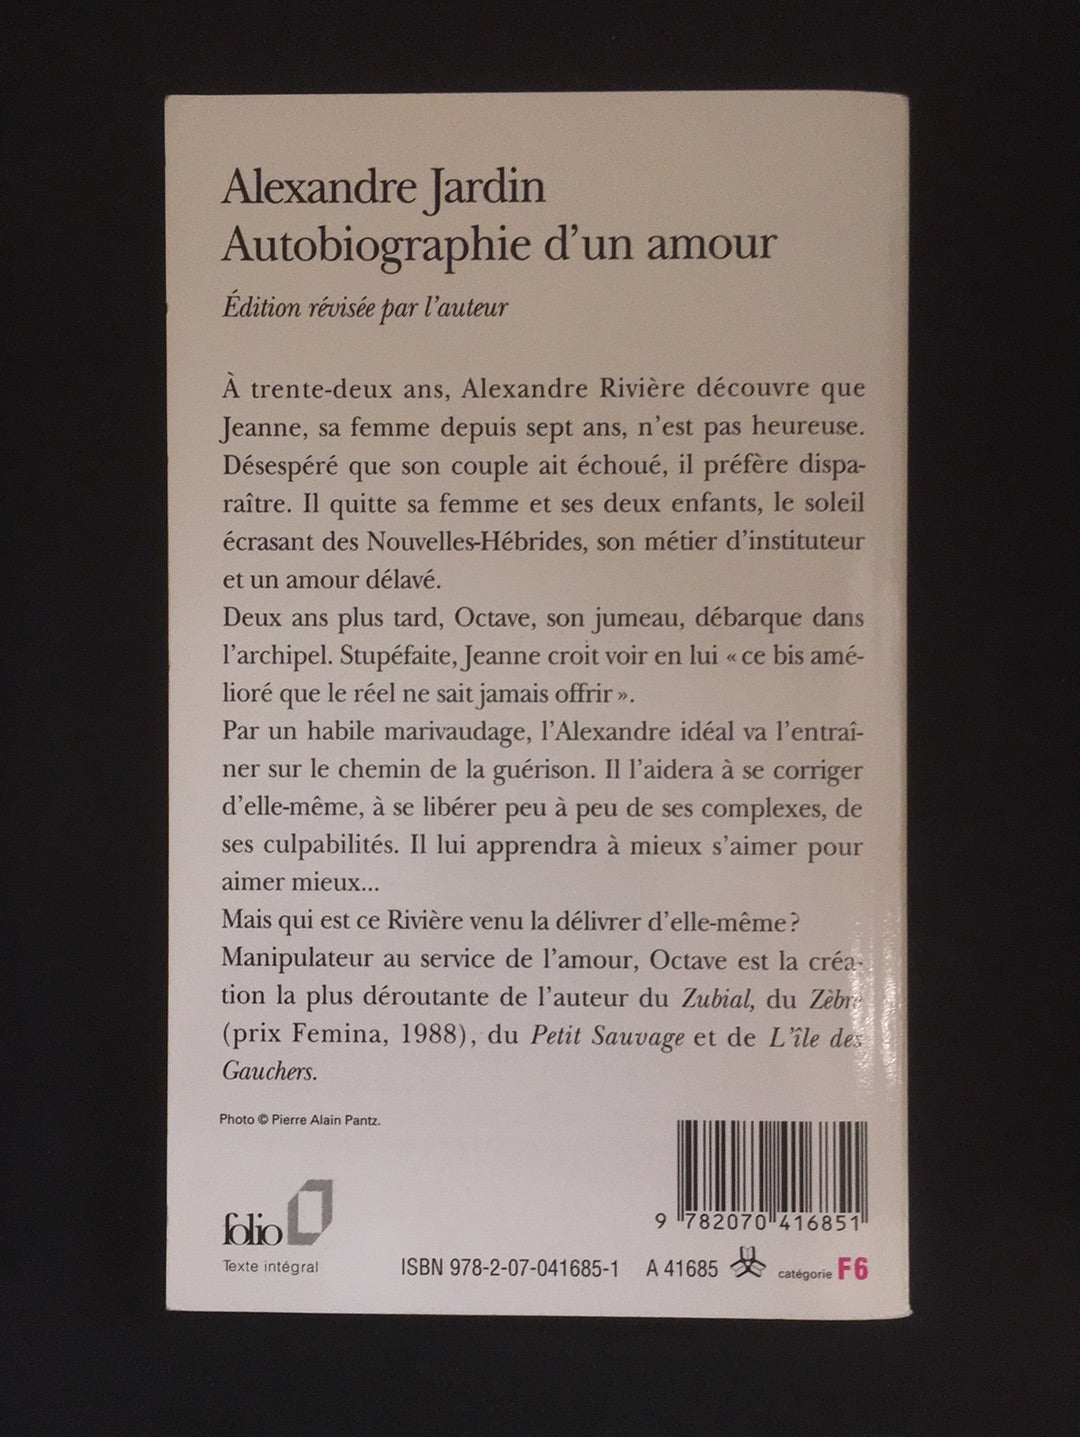 Alexandre Jardin
Autobiographie d'un amour
Édition révisée par l'auteur
À trente-deux ans, Alexandre Rivière découvre que
Jeanne, sa femme depuis sept ans, n'est pas heureuse.
Désespéré que son couple ait échoué, il préfère dispa-
raître. Il quitte sa femme et ses deux enfants, le soleil
écrasant des Nouvelles-Hébrides, son métier d'instituteur
et un amour délavé.
Deux ans plus tard, Octave, son jumeau, débarque dans
l'archipel. Stupéfaite, Jeanne croit voir en lui « ce bis amé-
lioré que le réel ne sait jamais offrir ».
Par un habile marivaudage, l'Alexandre idéal va l'entraî-
ner sur le chemin de la guérison. Il l'aidera à se corriger
d'elle-même, à se libérer peu à peu de ses complexes, de
ses culpabilités. Il lui apprendra à mieux s'aimer pour
aimer mieux...
Mais qui est ce Rivière venu la délivrer d'elle-même ?
Manipulateur au service de l'amour, Octave est la créa-
tion la plus déroutante de l'auteur du Zubial, du Zèbre
(prix Femina, 1988), du Petit Sauvage et de L'île des
Gauchers.
Photo © Pierre Alain Pantz.
9 782070 416851
folio
Texte intégral
ISBN 978-2-07-041685-1 A 41685 catégorie F6